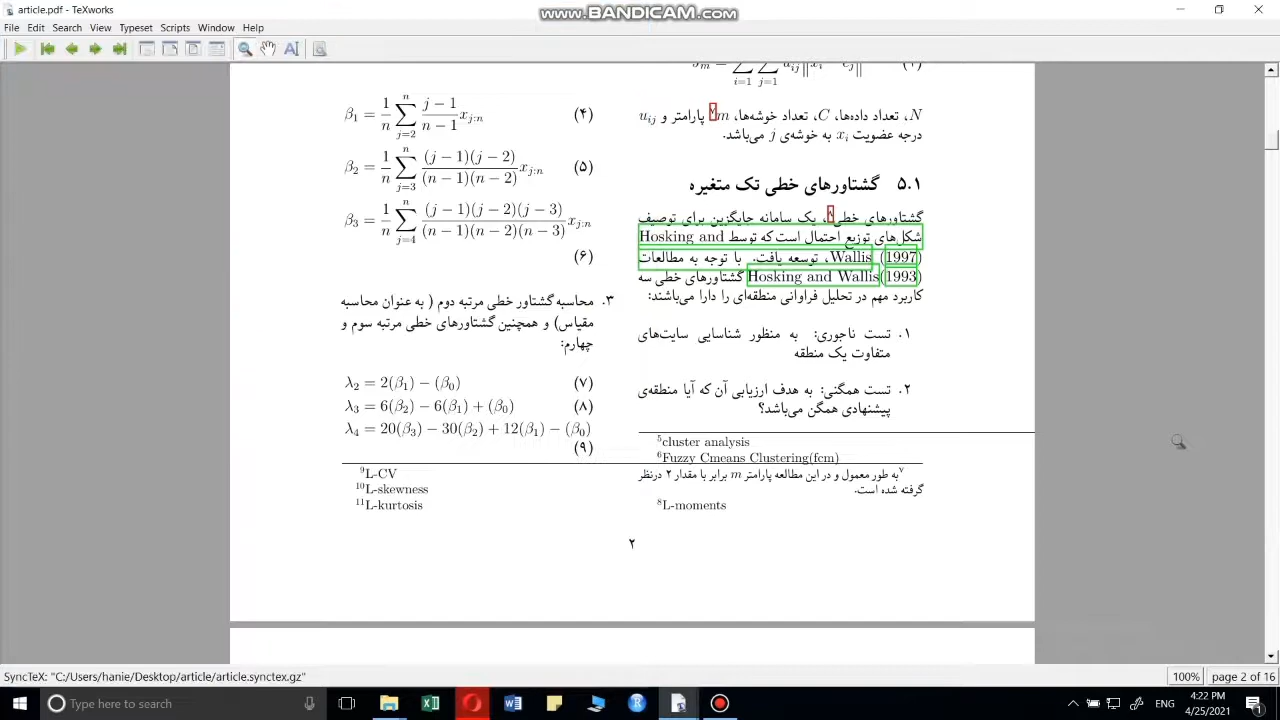 article.pdf - TeXworks
www.BANDICAM.com
File Edit Search View Typeset Scripts Window Help
N، تعداد داده‌ها، C، تعداد خوشه‌ها، m۷ پارامتر و uij
درجه عضویت xi به خوشه‌ی j می‌باشد.
۵.۱ گشتاورهای خطی تک متغیره
گشتاورهای خطی۸، یک سامانه جایگزین برای توصیف
شکل‌های توزیع احتمال است که توسط Hosking and
Wallis (1997)، توسعه یافت. با توجه به مطالعات
Hosking and Wallis (1993) گشتاورهای خطی سه
کاربرد مهم در تحلیل فراوانی منطقه‌ای را دارا می‌باشند:
۱. تست ناجوری: به منظور شناسایی سایت‌های
متفاوت یک منطقه
۲. تست همگنی: به هدف ارزیابی آن که آیا منطقه‌ی
پیشنهادی همگن می‌باشد؟
5cluster analysis
6Fuzzy Cmeans Clustering(fcm)
۷به طور معمول و در این مطالعه پارامتر m برابر با مقدار ۲ درنظر
گرفته شده است.
8L-moments
β1 = 1/n ∑_{j=2}^{n} (j−1)/(n−1) xj:n (۴)
β2 = 1/n ∑_{j=3}^{n} (j−1)(j−2)/(n−1)(n−2) xj:n (۵)
β3 = 1/n ∑_{j=4}^{n} (j−1)(j−2)(j−3)/(n−1)(n−2)(n−3) xj:n
(۶)
۳. محاسبه گشتاور خطی مرتبه دوم ( به عنوان محاسبه
مقیاس) و همچنین گشتاورهای خطی مرتبه سوم و
چهارم:
λ2 = 2(β1) − (β0) (۷)
λ3 = 6(β2) − 6(β1) + (β0) (۸)
λ4 = 20(β3) − 30(β2) + 12(β1) − (β0)
(۹)
9L-CV
10L-skewness
11L-kurtosis
۲
SyncTeX: "C:/Users/hanie/Desktop/article/article.synctex.gz"
100% page 2 of 16
Type here to search
ENG
4:22 PM
4/25/2021
1